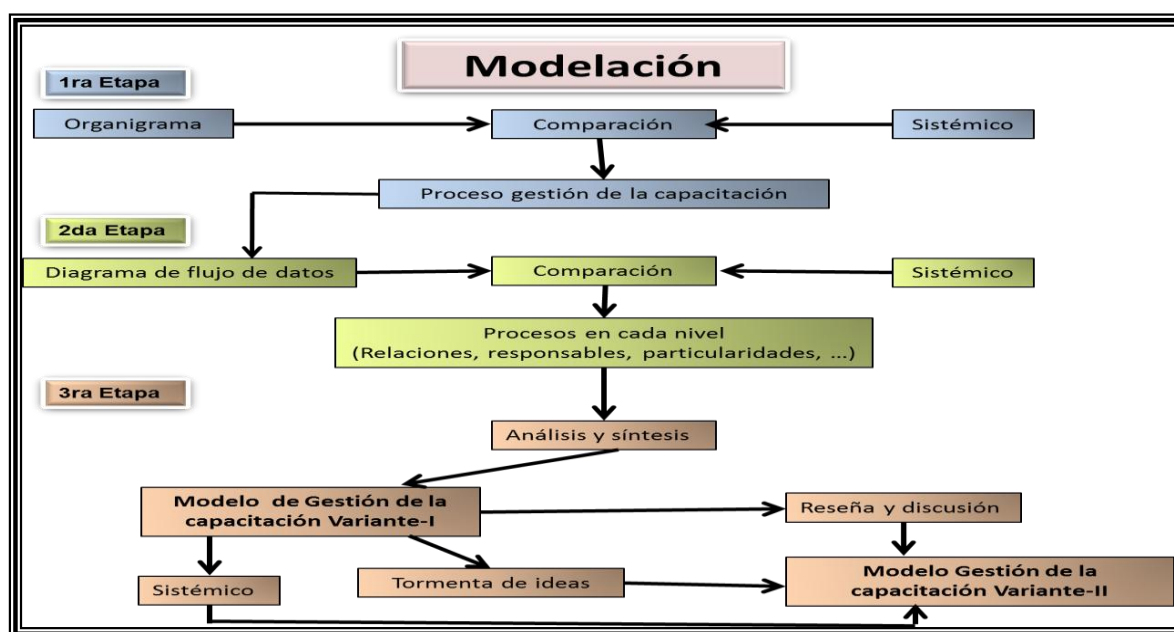 Modelación
1ra Etapa
Organigrama
Comparación
Sistémico
Proceso gestión de la capacitación
2da Etapa
Diagrama de flujo de datos
Comparación
Sistémico
Procesos en cada nivel
(Relaciones, responsables, particularidades, ...)
3ra Etapa
Análisis y síntesis
Modelo de Gestión de la
capacitación Variante-I
Reseña y discusión
Sistémico
Tormenta de ideas
Modelo Gestión de la
capacitación Variante-II